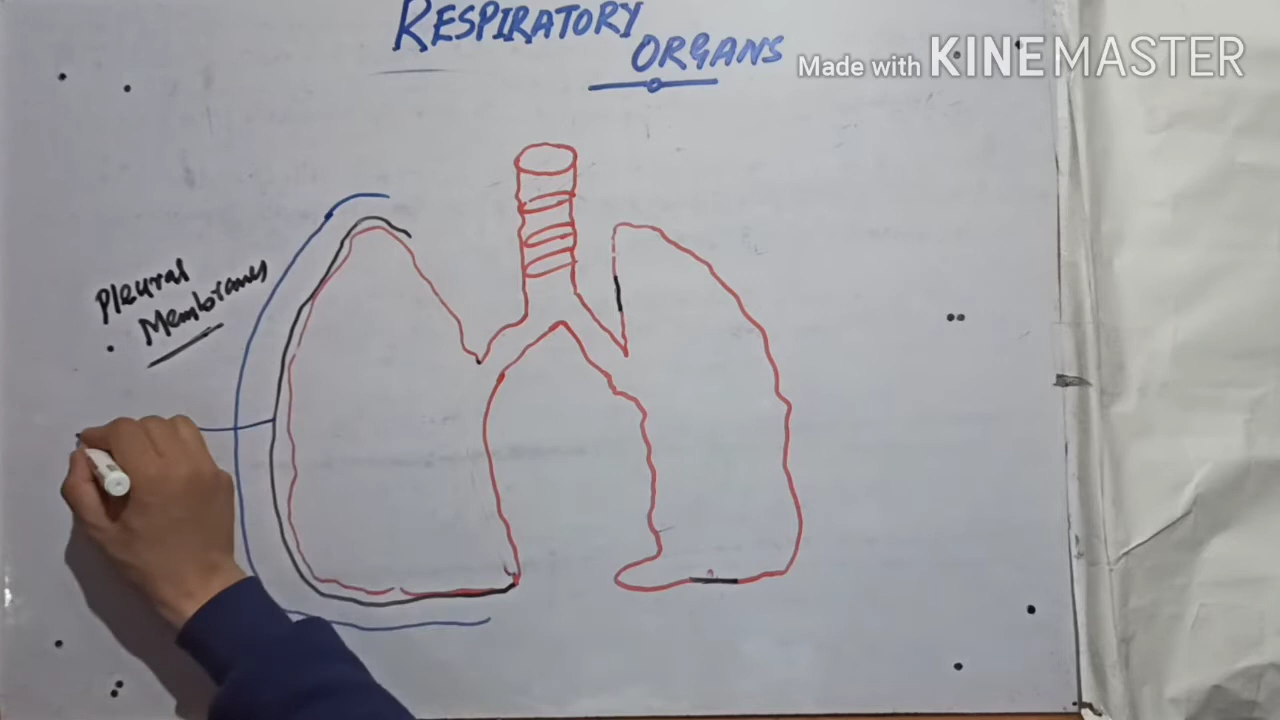 RESPIRATORY
ORGANS
Made with KINEMASTER
Pleural
Membranes